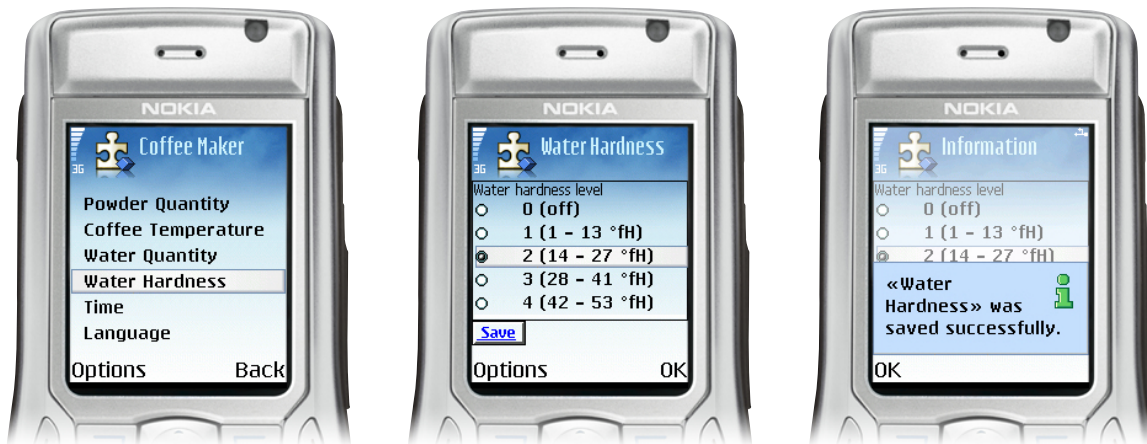 NOKIA
3G
Coffee Maker
Powder Quantity
Coffee Temperature
Water Quantity
Water Hardness
Time
Language
Options Back
NOKIA
3G
Water Hardness
Water hardness level
0 (off)
1 (1 - 13 °fH)
2 (14 - 27 °fH)
3 (28 - 41 °fH)
4 (42 - 53 °fH)
Save
Options OK
NOKIA
3G
Information
Water hardness level
0 (off)
1 (1 - 13 °fH)
2 (14 - 27 °fH)
«Water
Hardness» was
saved successfully.
OK